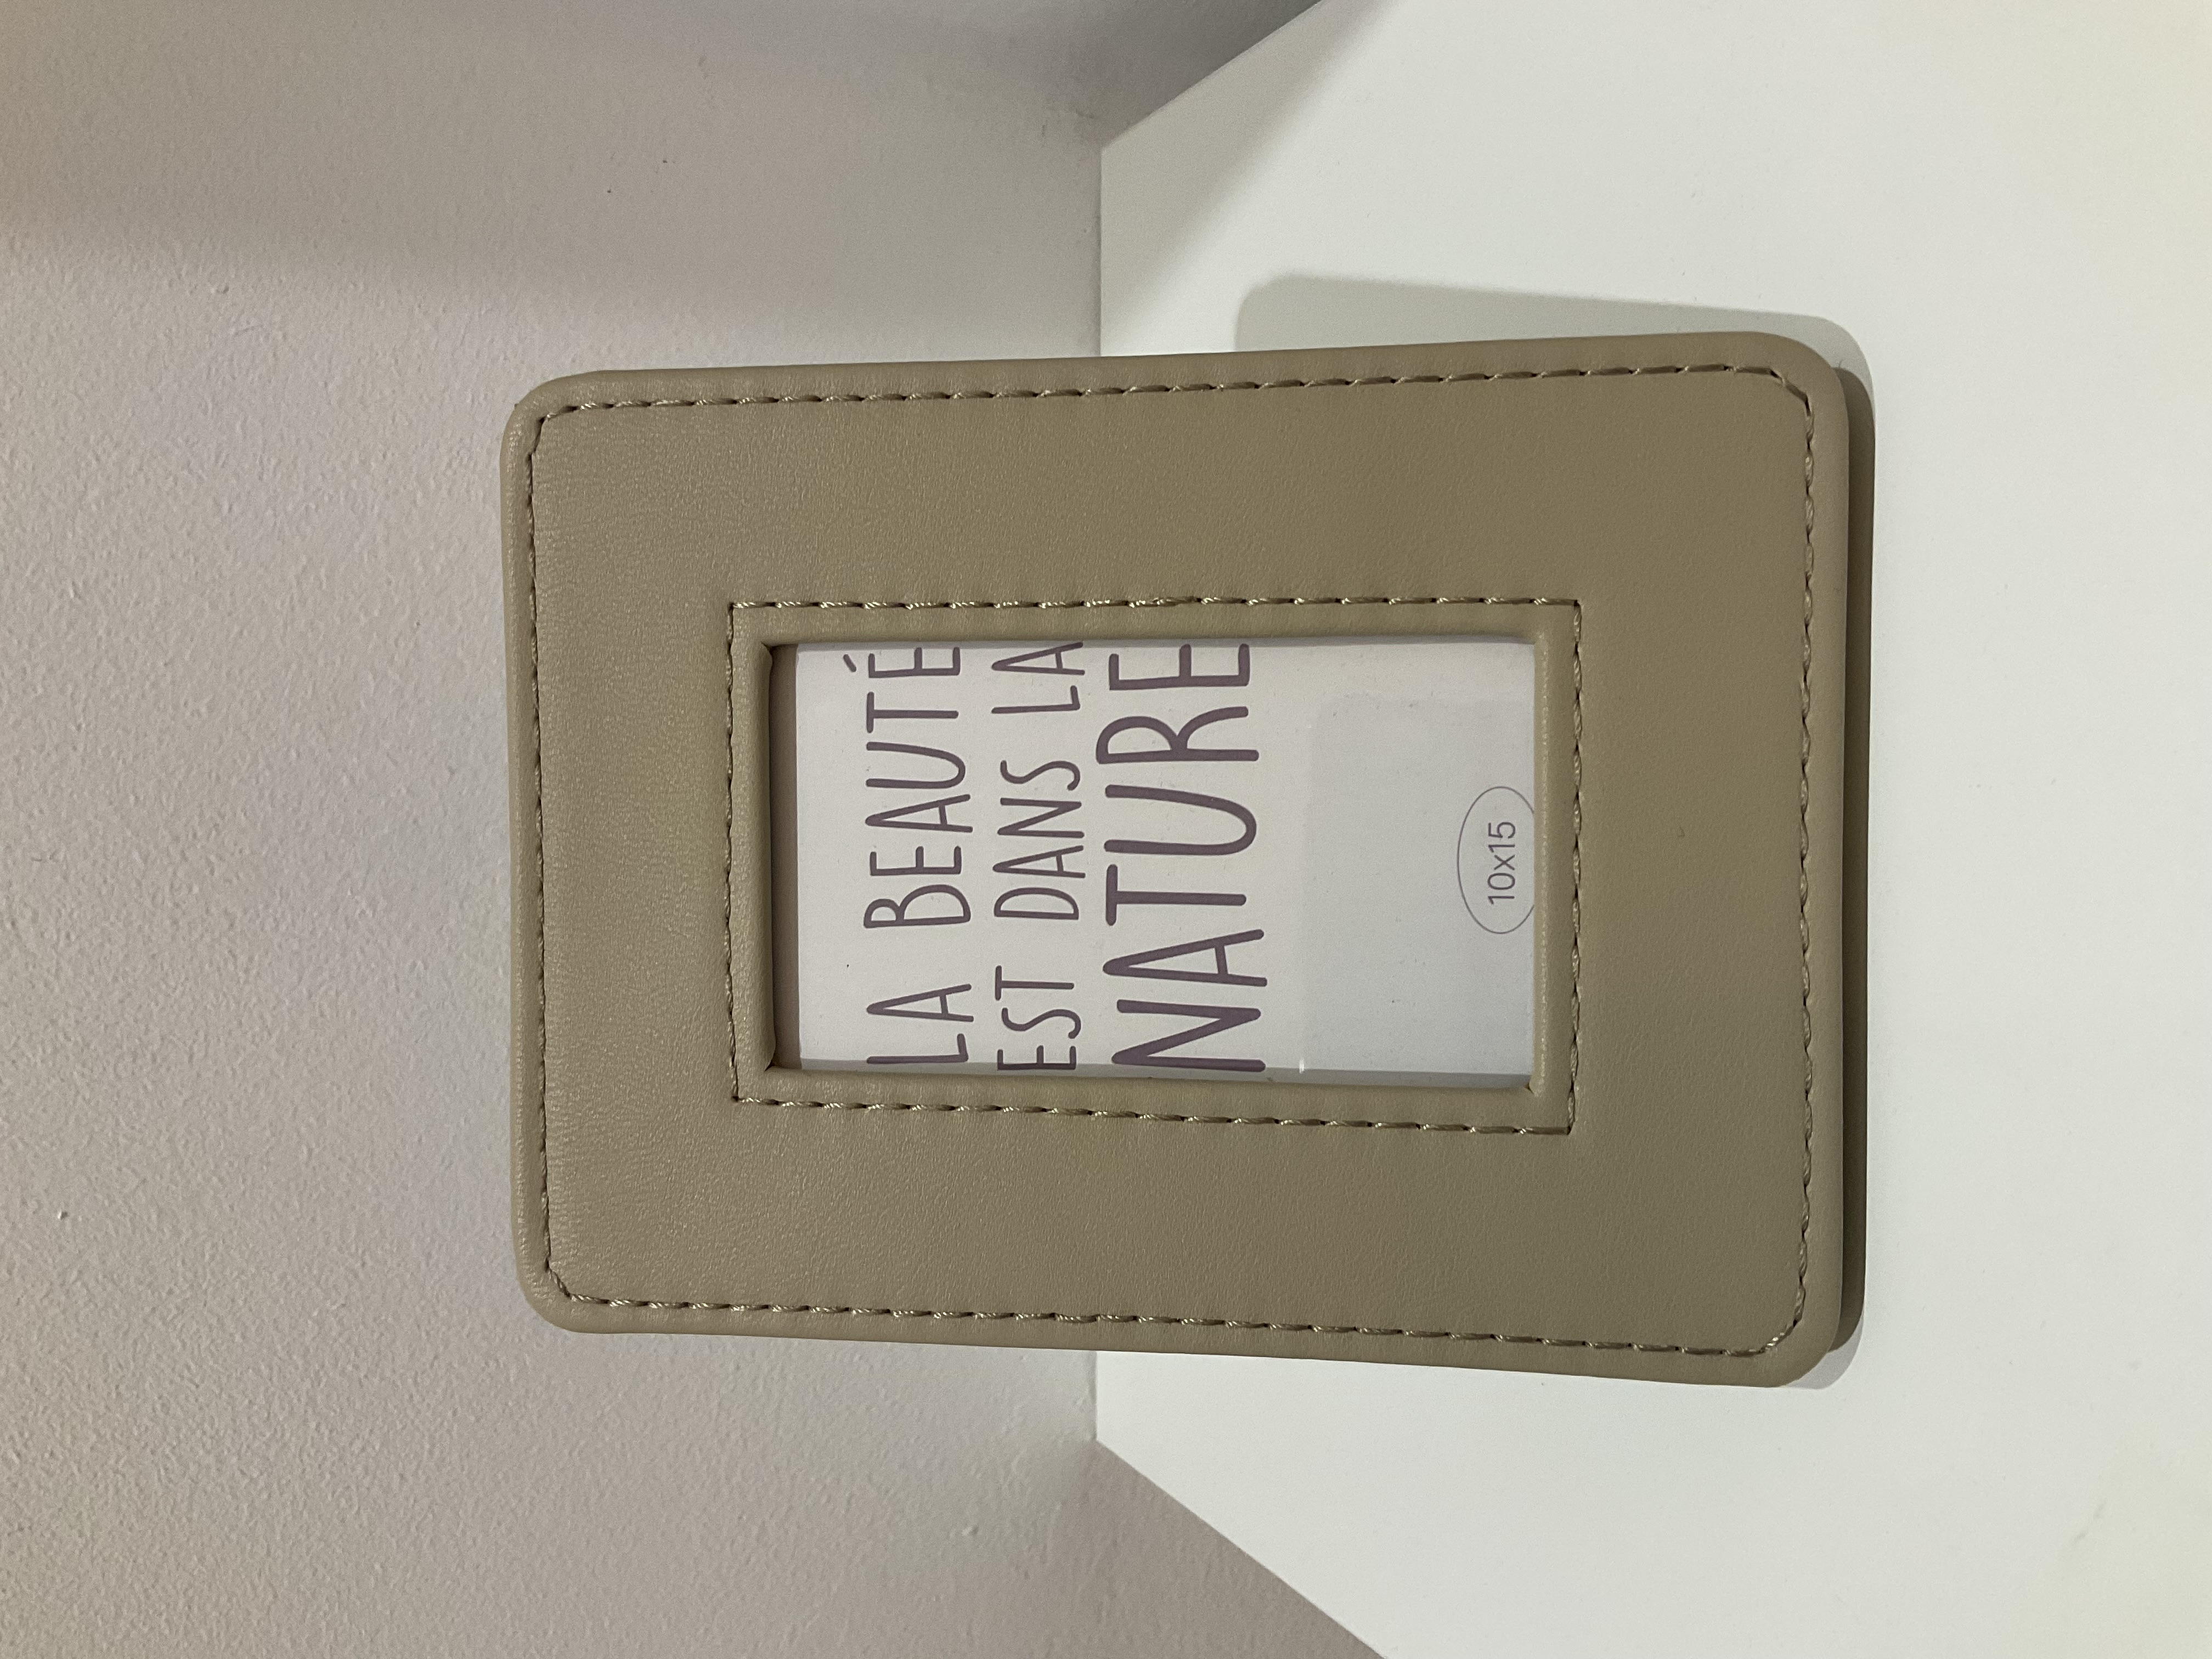 LA BEAUTÉ
EST DANS LA
NATURE
10x15